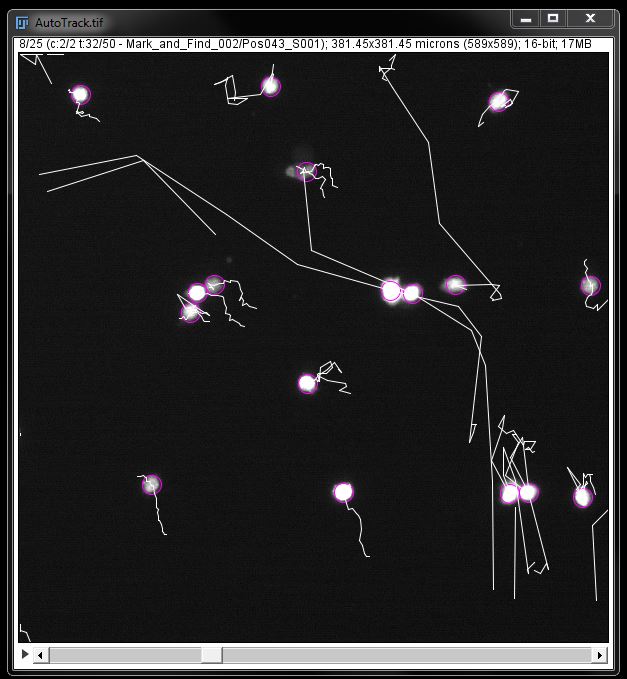 AutoTrack.tif
8/25 (c:2/2 t:32/50 - Mark_and_Find_002/Pos043_S001); 381.45x381.45 microns (589x589); 16-bit; 17MB